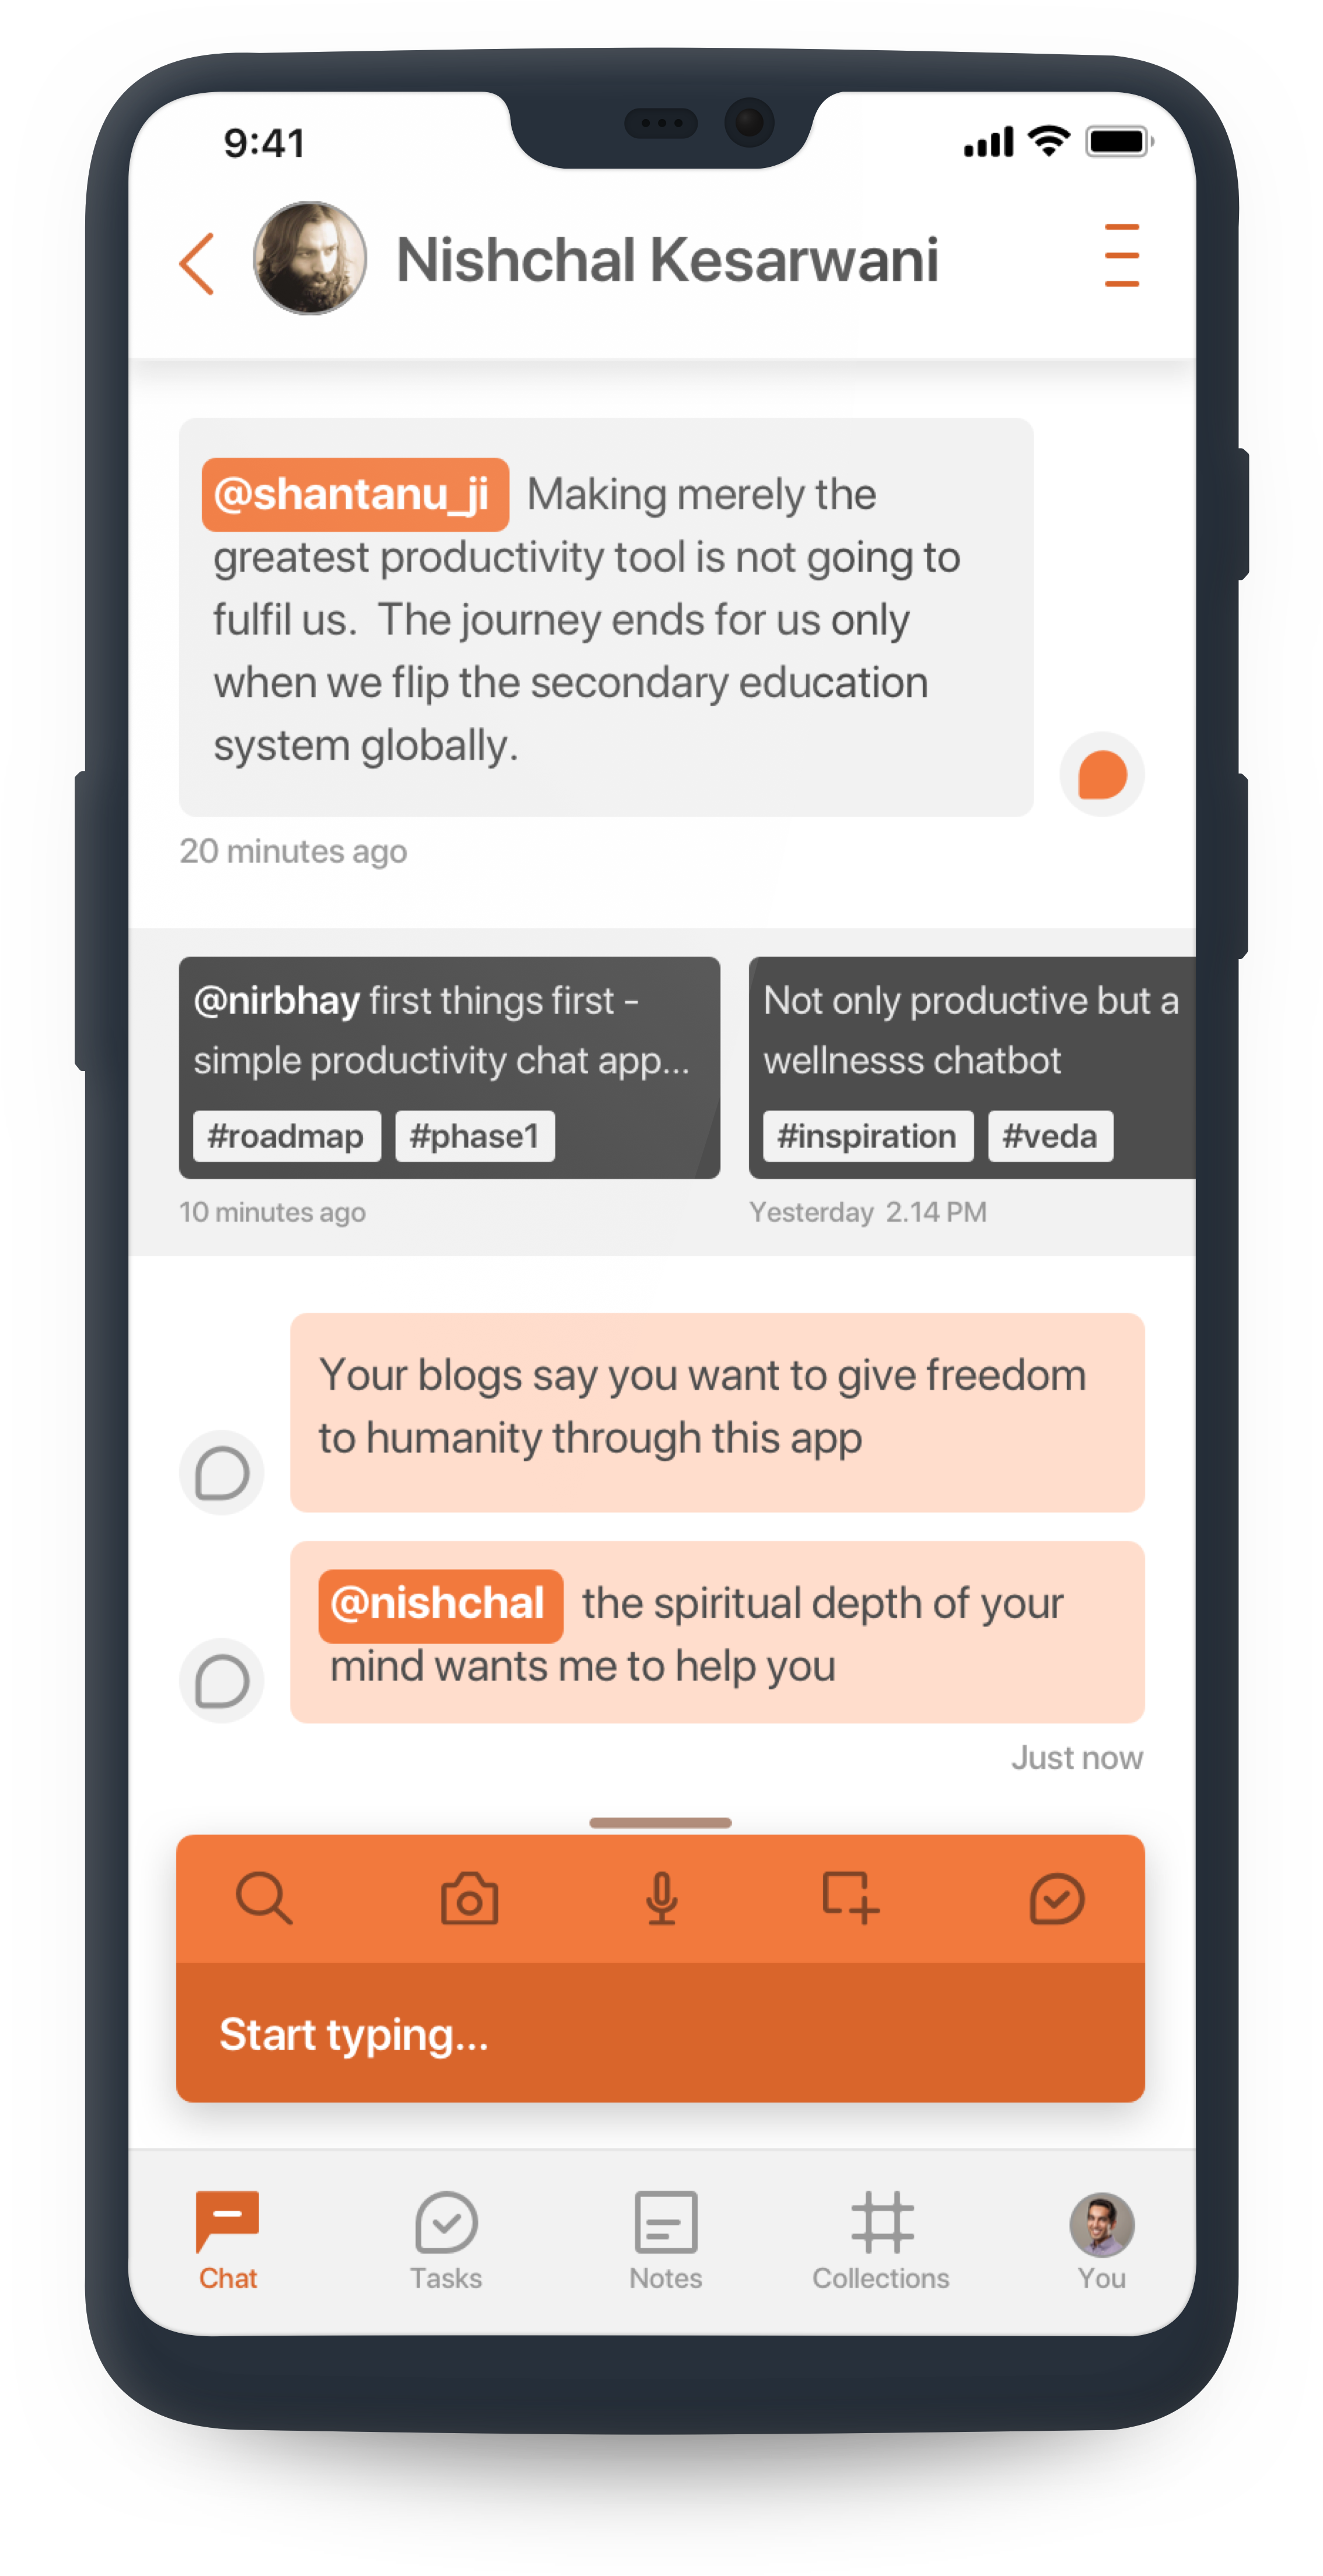 9:41
Nishchal Kesarwani
@shantanu_ji Making merely the
greatest productivity tool is not going to
fulfil us. The journey ends for us only
when we flip the secondary education
system globally.
20 minutes ago
@nirbhay first things first -
simple productivity chat app...
#roadmap #phase1
10 minutes ago
Not only productive but a
wellnesss chatbot
#inspiration #veda
Yesterday 2.14 PM
Your blogs say you want to give freedom
to humanity through this app
@nishchal the spiritual depth of your
mind wants me to help you
Just now
Start typing...
Chat Tasks Notes Collections You